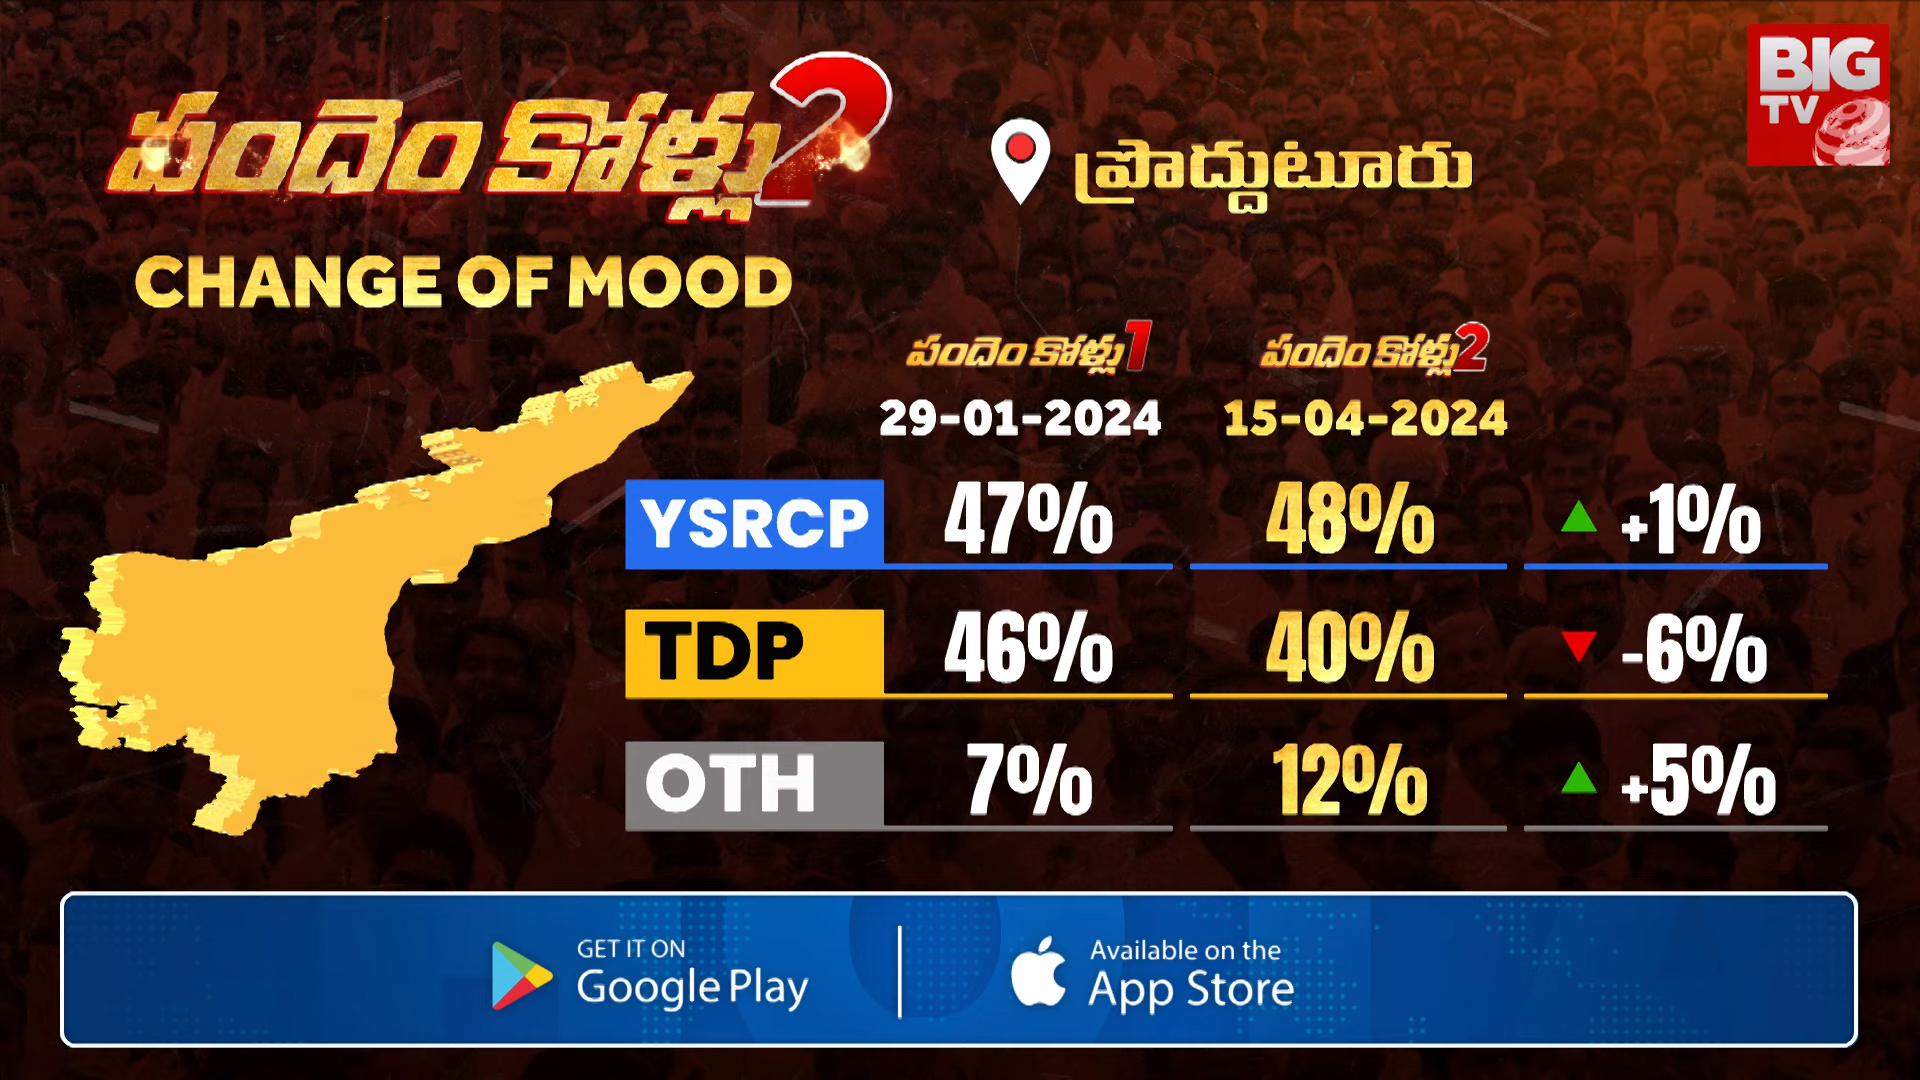 పందెం కోళ్లు 2
BIG
TV
ప్రొద్దుటూరు
CHANGE OF MOOD
పందెం కోళ్లు 1
పందెం కోళ్లు 2
29-01-2024
15-04-2024
YSRCP 47% 48% +1%
TDP 46% 40% -6%
OTH 7% 12% +5%
GET IT ON
Google Play
Available on the
App Store